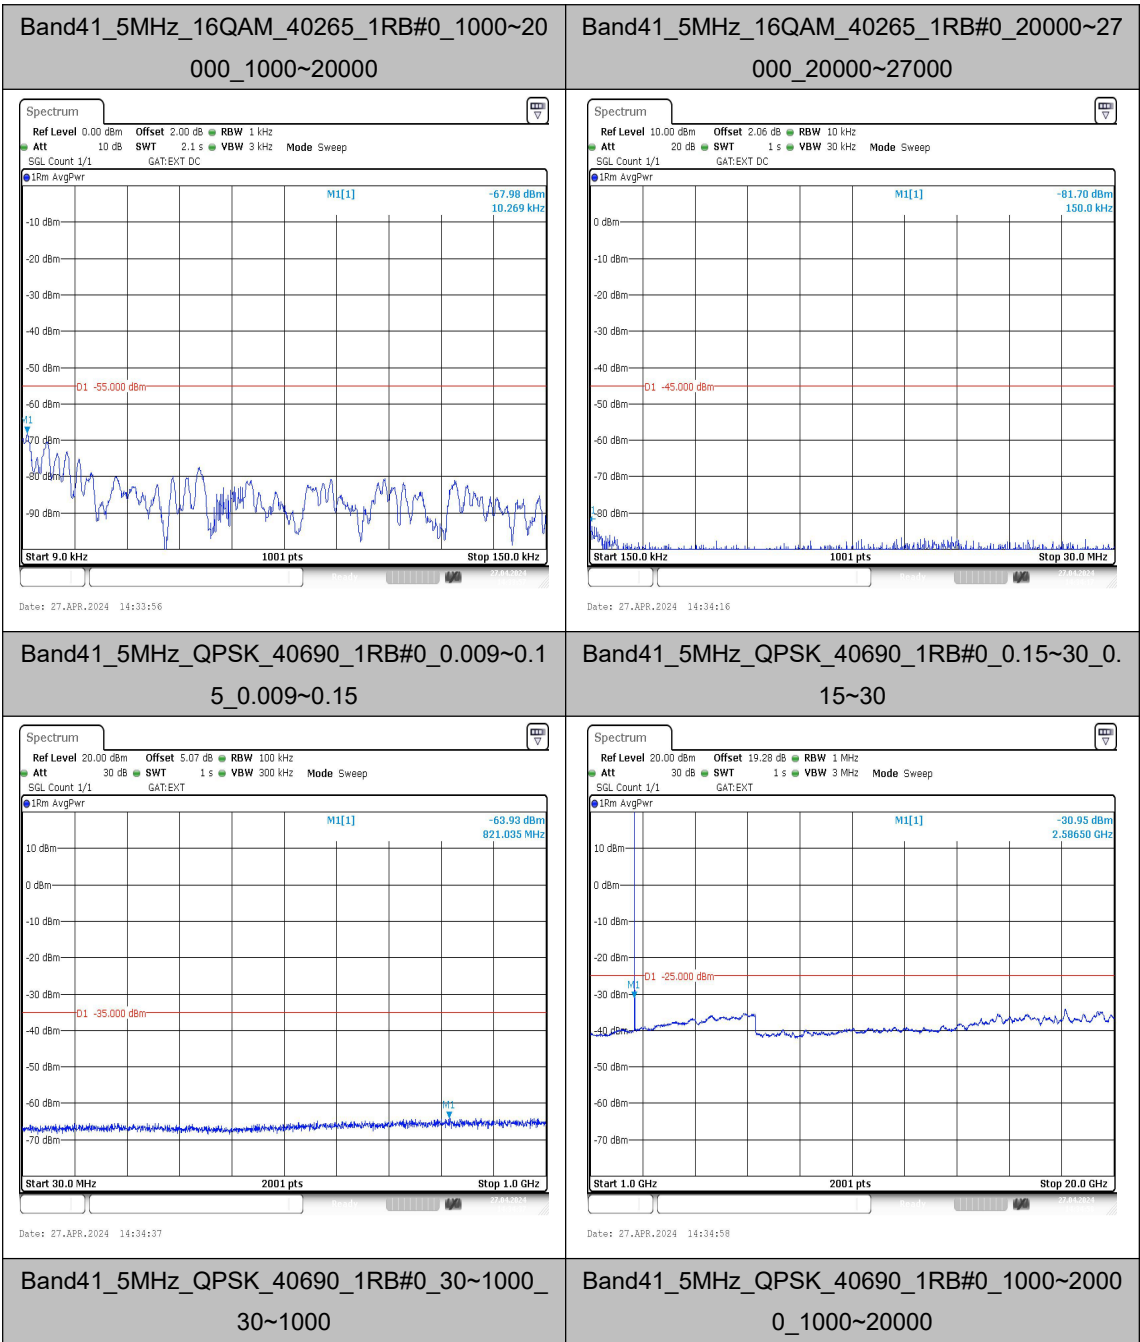 Band41_5MHz_16QAM_40265_1RB#0_1000~20
000_1000~20000
Band41_5MHz_16QAM_40265_1RB#0_20000~27
000_20000~27000
Spectrum
Ref Level 0.00 dBm Offset 2.00 dB RBW 1 kHz
Att 10 dB SWT 2.1 s VBW 3 kHz Mode Sweep
SGL Count 1/1 GAT:EXT DC
1Rm AvgPwr
M1[1] -67.98 dBm
10.269 kHz
-10 dBm
-20 dBm
-30 dBm
-40 dBm
-50 dBm
D1 -55.000 dBm
-60 dBm
M1
-70 dBm
-80 dBm
-90 dBm
Start 9.0 kHz 1001 pts Stop 150.0 kHz
27.04.2024
Date: 27.APR.2024 14:33:56
Spectrum
Ref Level 10.00 dBm Offset 2.06 dB RBW 10 kHz
Att 20 dB SWT 1 s VBW 30 kHz Mode Sweep
SGL Count 1/1 GAT:EXT DC
1Rm AvgPwr
M1[1] -81.70 dBm
150.0 kHz
0 dBm
-10 dBm
-20 dBm
-30 dBm
-40 dBm
D1 -45.000 dBm
-50 dBm
-60 dBm
-70 dBm
-80 dBm
Start 150.0 kHz 1001 pts Stop 30.0 MHz
27.04.2024
Date: 27.APR.2024 14:34:16
Band41_5MHz_QPSK_40690_1RB#0_0.009~0.1
5_0.009~0.15
Band41_5MHz_QPSK_40690_1RB#0_0.15~30_0.
15~30
Spectrum
Ref Level 20.00 dBm Offset 5.07 dB RBW 100 kHz
Att 30 dB SWT 1 s VBW 300 kHz Mode Sweep
SGL Count 1/1 GAT:EXT
1Rm AvgPwr
M1[1] -63.93 dBm
821.035 MHz
10 dBm
0 dBm
-10 dBm
-20 dBm
-30 dBm
D1 -35.000 dBm
-40 dBm
-50 dBm
-60 dBm
M1
-70 dBm
Start 30.0 MHz 2001 pts Stop 1.0 GHz
27.04.2024
Date: 27.APR.2024 14:34:37
Spectrum
Ref Level 20.00 dBm Offset 19.28 dB RBW 1 MHz
Att 30 dB SWT 1 s VBW 3 MHz Mode Sweep
SGL Count 1/1 GAT:EXT
1Rm AvgPwr
M1[1] -30.95 dBm
2.58650 GHz
10 dBm
0 dBm
-10 dBm
-20 dBm
D1 -25.000 dBm
M1
-30 dBm
-40 dBm
-50 dBm
-60 dBm
-70 dBm
Start 1.0 GHz 2001 pts Stop 20.0 GHz
27.04.2024
Date: 27.APR.2024 14:34:58
Band41_5MHz_QPSK_40690_1RB#0_30~1000_
30~1000
Band41_5MHz_QPSK_40690_1RB#0_1000~2000
0_1000~20000